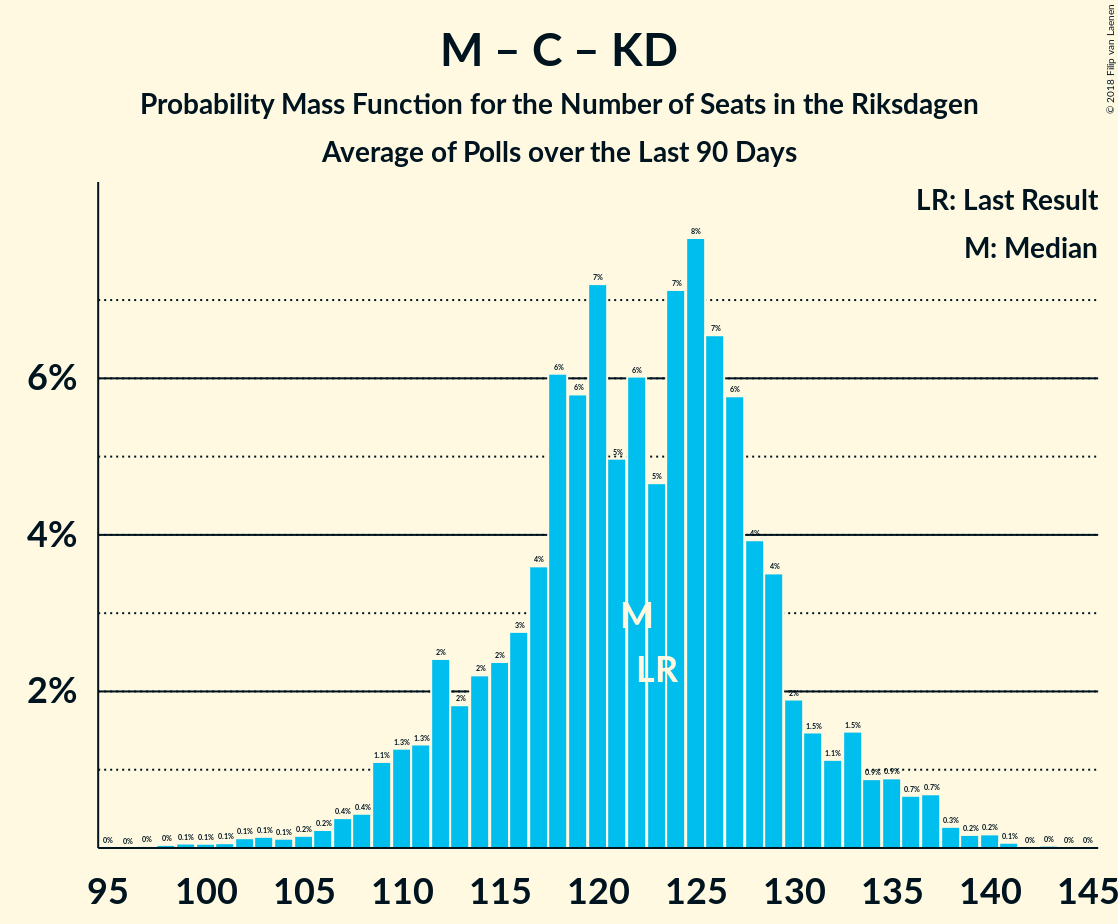 M – C – KD
Probability Mass Function for the Number of Seats in the Riksdagen
Average of Polls over the Last 90 Days
© 2018 Filip van Laenen
LR: Last Result
M: Median
6%
4%
2%
0% 0% 0% 0% 0.1% 0.1% 0.1% 0.1% 0.1% 0.1% 0.2% 0.2% 0.4% 0.4% 1.1% 1.3% 1.3% 2% 2% 2% 2% 3% 4% 6% 6% 7% 5% 6% 5% 7% 8% 7% 6% 4% 4% 2% 1.5% 1.1% 1.5% 0.9% 0.9% 0.7% 0.7% 0.3% 0.2% 0.2% 0.1% 0% 0% 0% 0%
M
LR
95 100 105 110 115 120 125 130 135 140 145